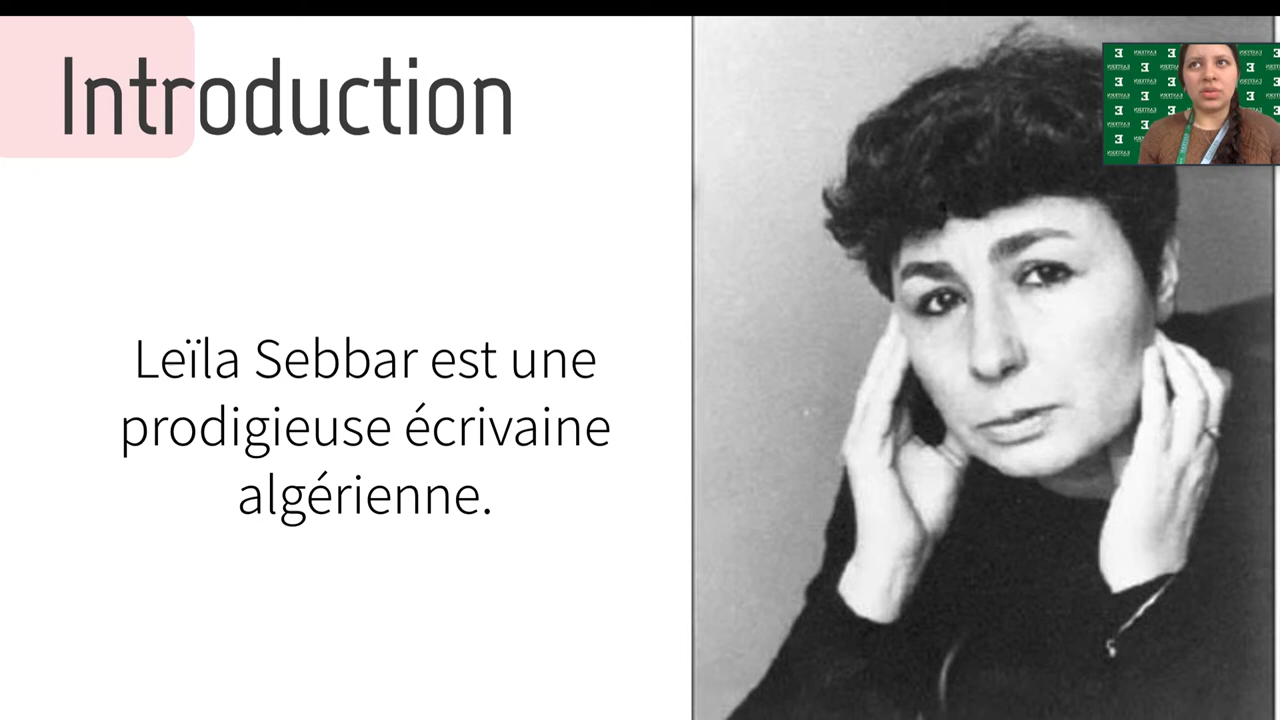 Introduction
Leïla Sebbar est une
prodigieuse écrivaine
algérienne.